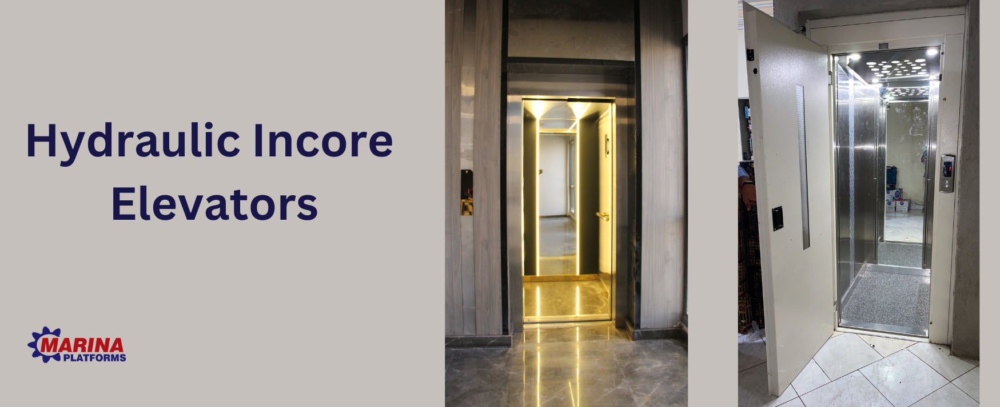 Hydraulic Incore
Elevators
MARINA
PLATFORMS